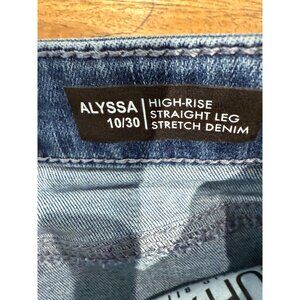 ALYSSA
10/30
HIGH-RISE
STRAIGHT LEG
STRETCH DENIM